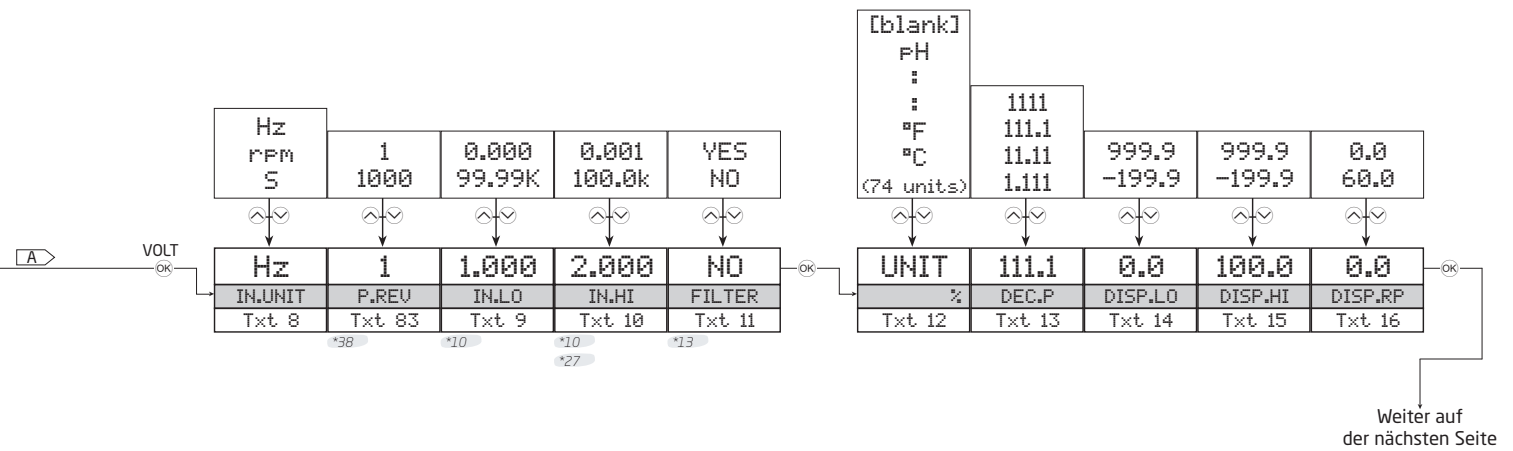 [blank]
pH
:
:
°F
°C
(74 units)
1111
111.1
11.11
1.111
Hz
rpm
S
1
1000
0.000
99.99K
0.001
100.0k
YES
NO
999.9
-199.9
999.9
-199.9
0.0
60.0
A
VOLT
OK
Hz
IN.UNIT
Txt 8
1
P.REV
Txt 83
*38
1.000
IN.LO
Txt 9
*10
2.000
IN.HI
Txt 10
*10
*27
NO
FILTER
Txt 11
*13
OK
UNIT
%
Txt 12
111.1
DEC.P
Txt 13
0.0
DISP.LO
Txt 14
100.0
DISP.HI
Txt 15
0.0
DISP.RP
Txt 16
OK
Weiter auf
der nächsten Seite